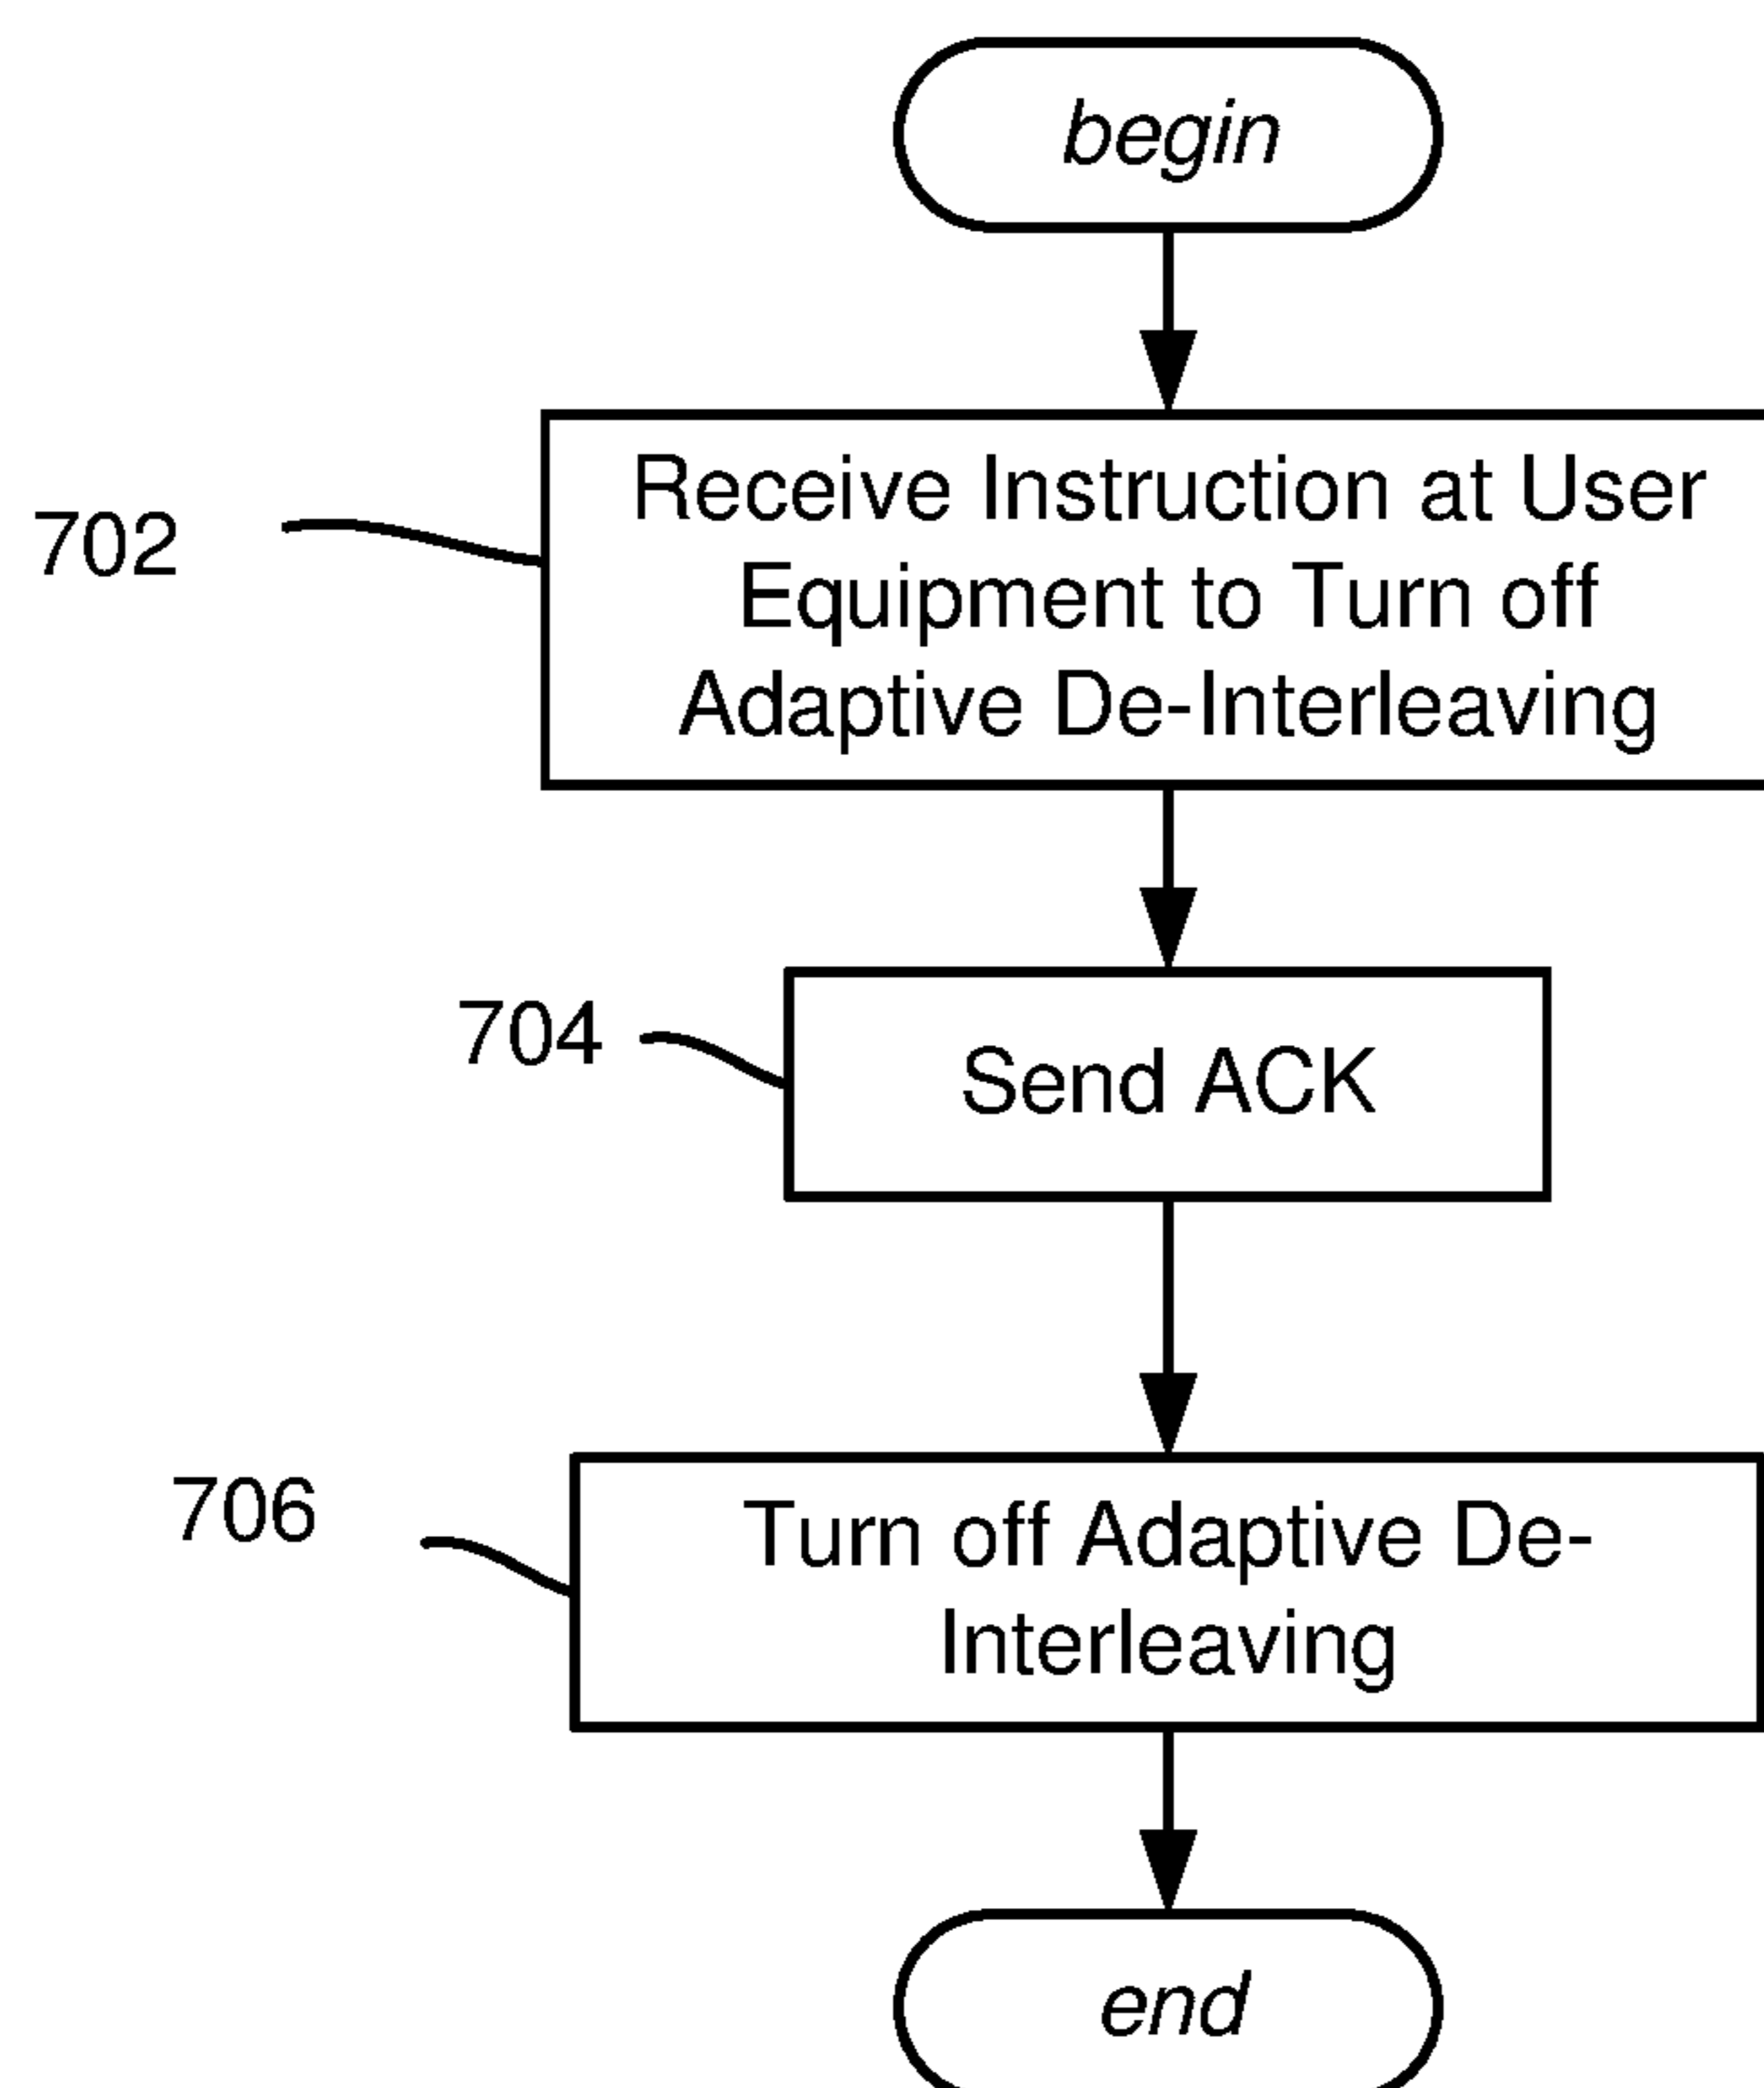 begin
702
Receive Instruction at User
Equipment to Turn off
Adaptive De-Interleaving
704
Send ACK
706
Turn off Adaptive De-
Interleaving
end